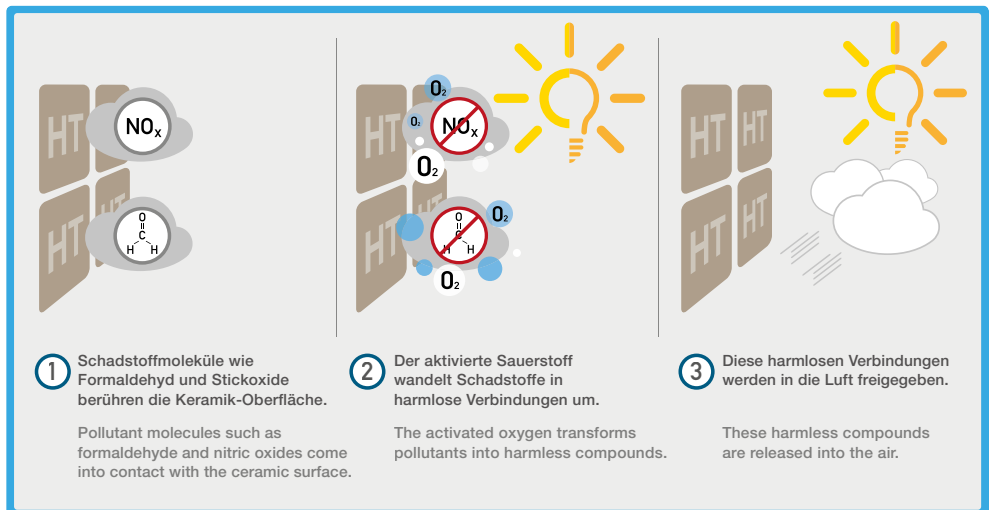 HT
HT
HT
NOx
O
C
H H
O2
O2
NOx
O2
O
C
H H
O2
O2
HT
HT
HT
HT
HT
HT
HT
1
Schadstoffmoleküle wie
Formaldehyd und Stickoxide
berühren die Keramik-Oberfläche.
Pollutant molecules such as
formaldehyde and nitric oxides come
into contact with the ceramic surface.
2
Der aktivierte Sauerstoff
wandelt Schadstoffe in
harmlose Verbindungen um.
The activated oxygen transforms
pollutants into harmless compounds.
3
Diese harmlosen Verbindungen
werden in die Luft freigegeben.
These harmless compounds
are released into the air.